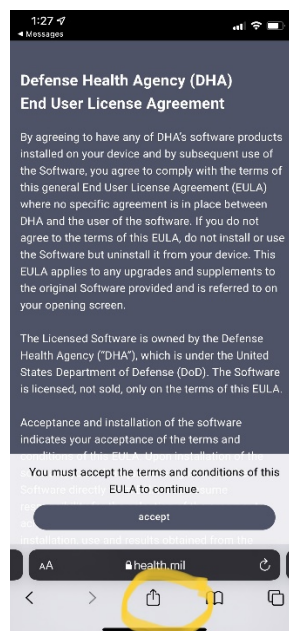 1:27
◀ Messages
Defense Health Agency (DHA)
End User License Agreement
By agreeing to have any of DHA's software products
installed on your device and by subsequent use of
the Software, you agree to comply with the terms of
this general End User License Agreement (EULA)
where no specific agreement is in place between
DHA and the user of the software. If you do not
agree to the terms of this EULA, do not install or use
the Software but uninstall it from your device. This
EULA applies to any upgrades and supplements to
the original Software provided and is referred to on
your opening screen.
The Licensed Software is owned by the Defense
Health Agency ("DHA"), which is under the United
States Department of Defense (DoD). The Software
is licensed, not sold, only on the terms of this EULA.
Acceptance and installation of the software
indicates your acceptance of the terms and
You must accept the terms and conditions of this
EULA to continue.
accept
AA
health.mil